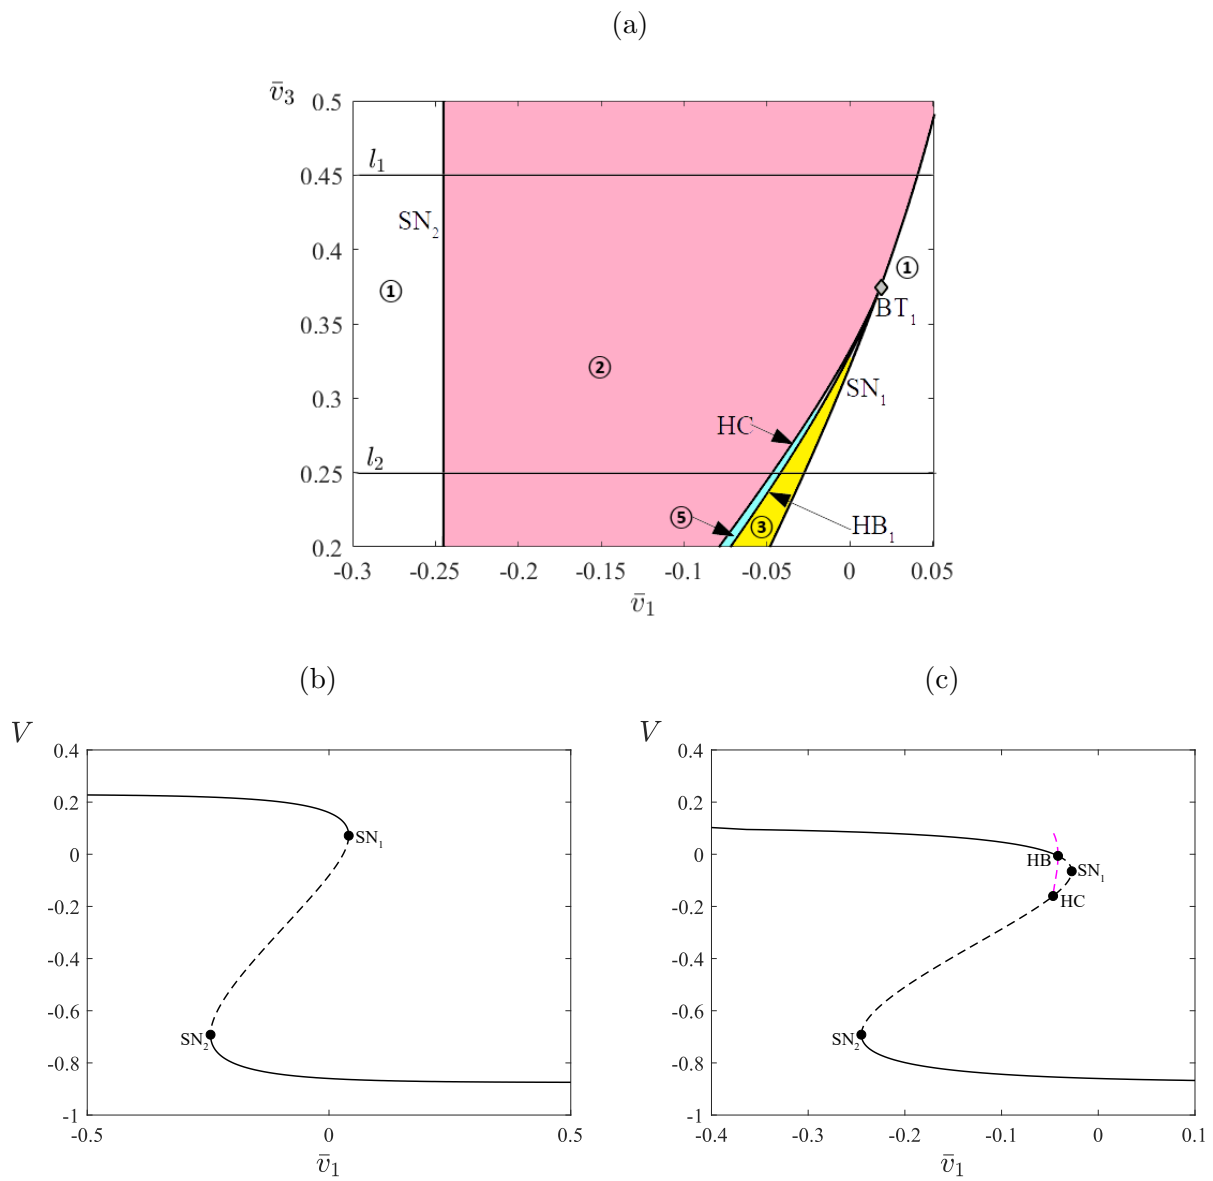 (a)
v̄₃
0.5
l₁
0.45
SN₂
0.4
①
①
BT₁
0.35
②
SN₁
0.3
HC
l₂
0.25
⑤
③
HB₁
0.2
-0.3 -0.25 -0.2 -0.15 -0.1 -0.05 0 0.05
v̄₁
(b)
V
0.4
0.2
SN₁
0
-0.2
-0.4
-0.6
SN₂
-0.8
-1
-0.5 0 0.5
v̄₁
(c)
V
0.4
0.2
0
HB
SN₁
-0.2
HC
-0.4
-0.6
SN₂
-0.8
-1
-0.4 -0.3 -0.2 -0.1 0 0.1
v̄₁